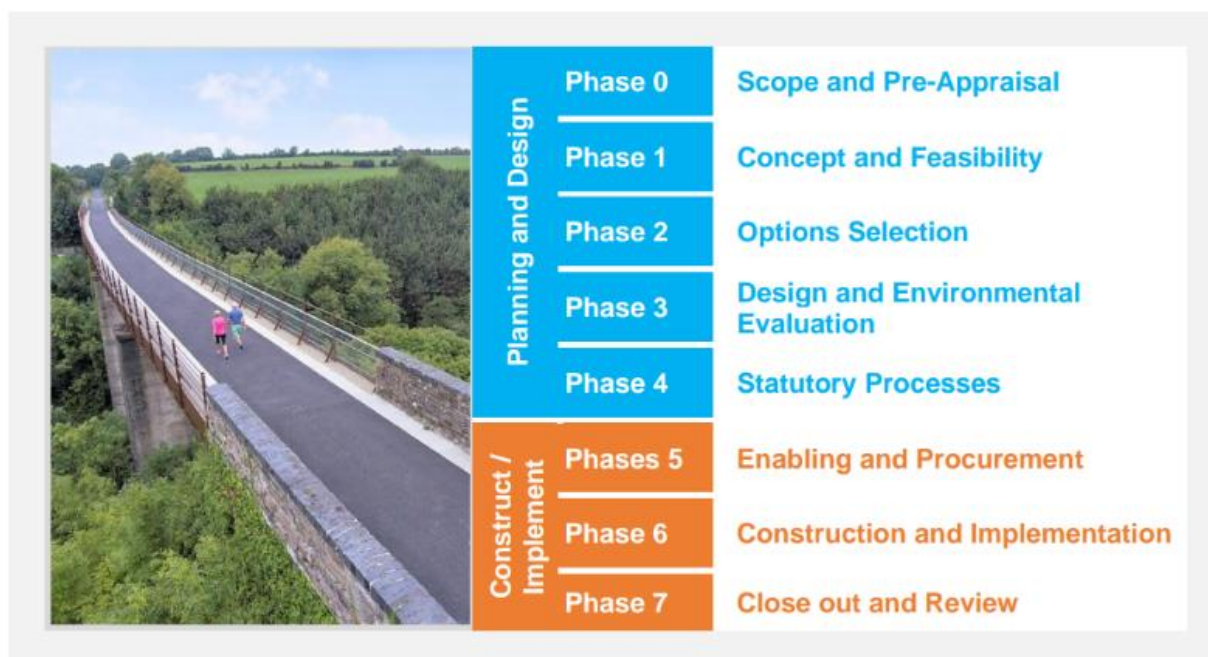 Planning and Design
Phase 0
Scope and Pre-Appraisal
Phase 1
Concept and Feasibility
Phase 2
Options Selection
Phase 3
Design and Environmental
Evaluation
Phase 4
Statutory Processes
Construct /
Implement
Phases 5
Enabling and Procurement
Phase 6
Construction and Implementation
Phase 7
Close out and Review